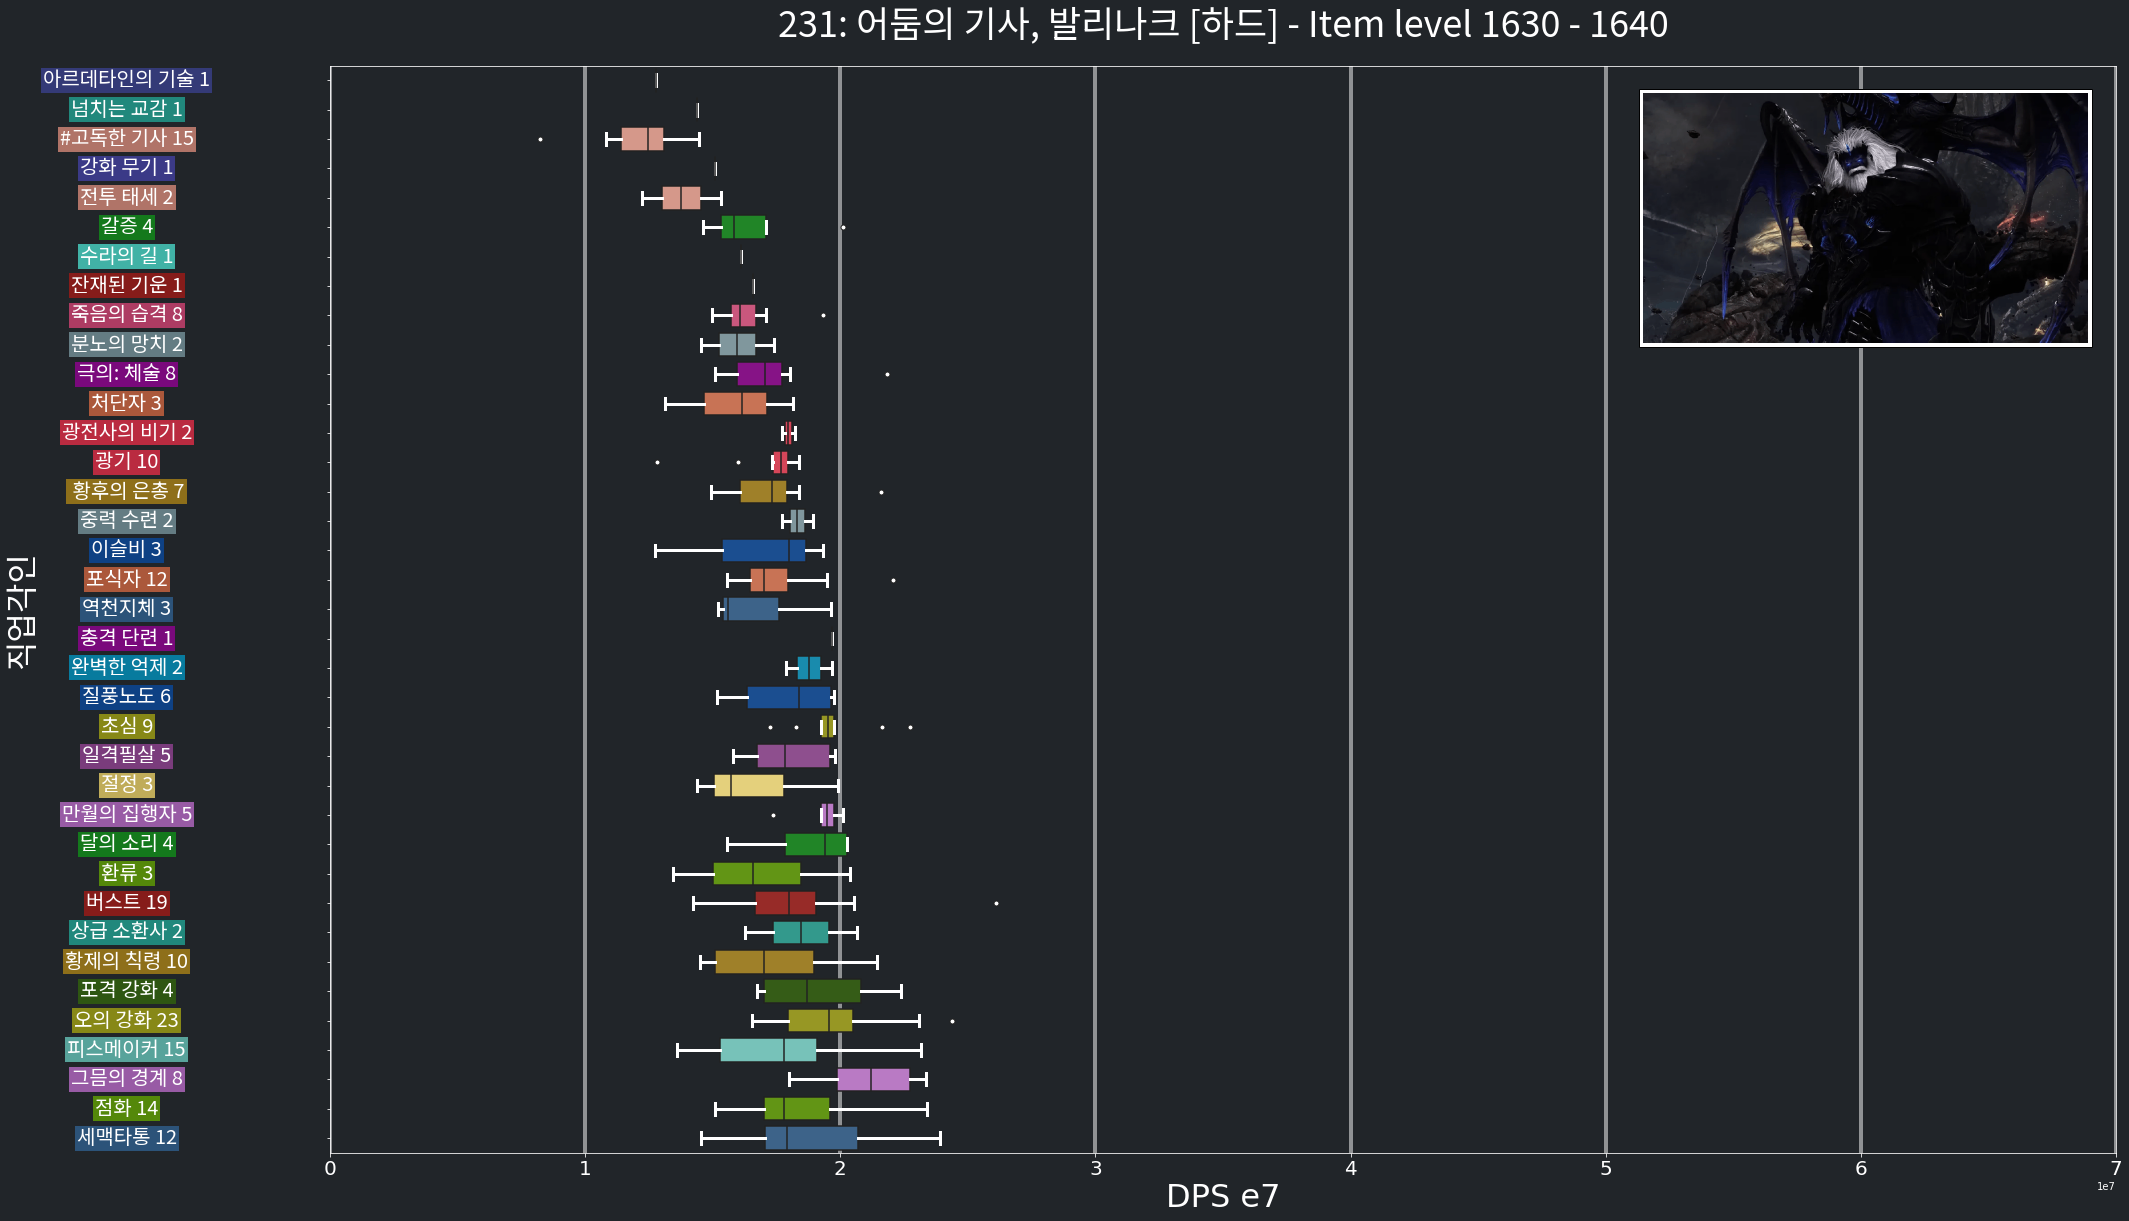 231: 어둠의 기사, 발리나크 [하드] - Item level 1630 - 1640
아르데타인의 기술 1
넘치는 교감 1
#고독한 기사 15
강화 무기 1
전투 태세 2
갈증 4
수라의 길 1
잔재된 기운 1
죽음의 습격 8
분노의 망치 2
극의: 체술 8
처단자 3
광전사의 비기 2
광기 10
황후의 은총 7
중력 수련 2
이슬비 3
포식자 12
역천지체 3
충격 단련 1
완벽한 억제 2
질풍노도 6
초심 9
일격필살 5
절정 3
만월의 집행자 5
달의 소리 4
환류 3
버스트 19
상급 소환사 2
황제의 칙령 10
포격 강화 4
오의 강화 23
피스메이커 15
그믐의 경계 8
점화 14
세맥타통 12
직업각인
0 1 2 3 4 5 6 7
1e7
DPS e7